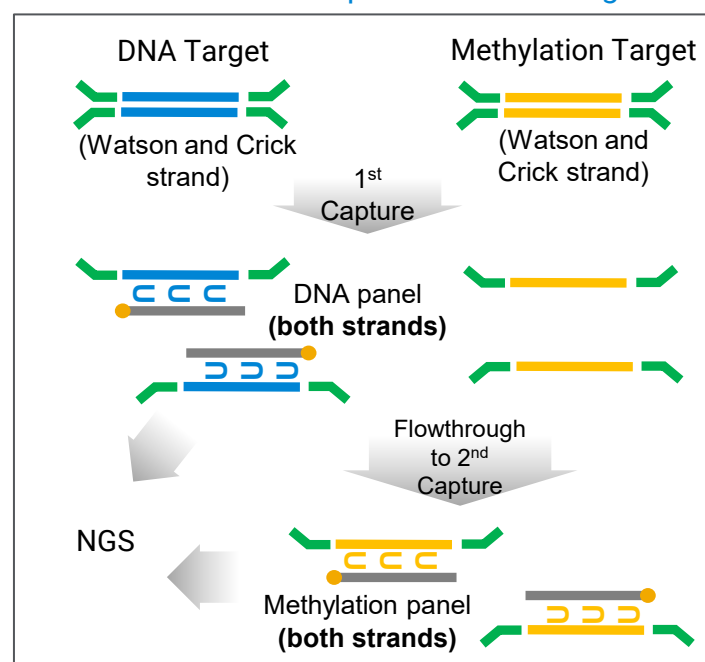 DNA Target
Methylation Target
(Watson and Crick
strand)
(Watson and
Crick strand)
1st
Capture
DNA panel
(both strands)
Flowthrough
to 2nd
Capture
NGS
Methylation panel
(both strands)